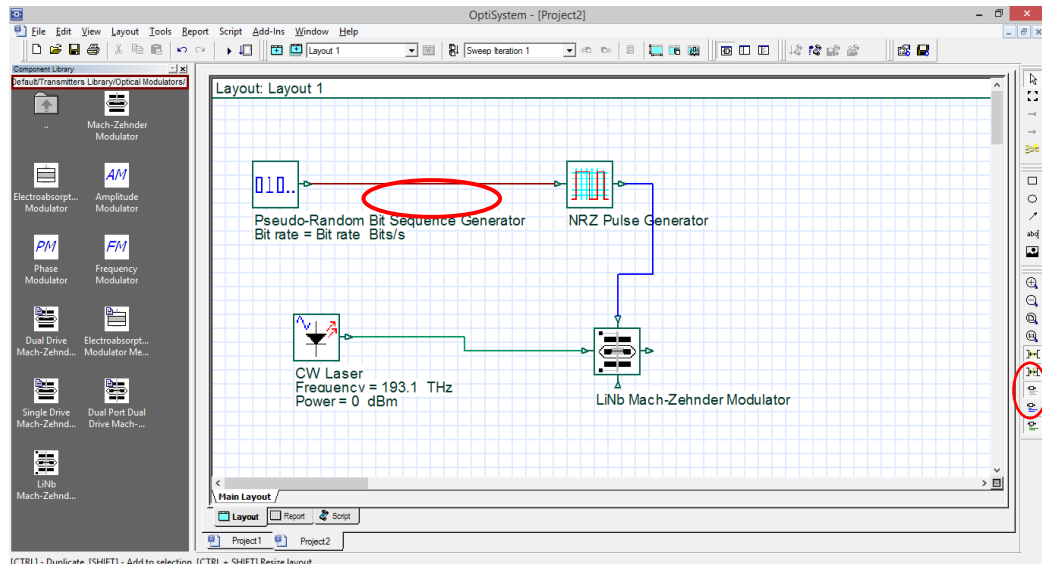 OptiSystem - [Project2]
File Edit View Layout Tools Report Script Add-Ins Window Help
Layout 1
Sweep Iteration 1
Component Library
Default/Transmitters Library/Optical Modulators/
..
Mach-Zehnder
Modulator
Electroabsorpt...
Modulator
AM
Amplitude
Modulator
PM
Phase
Modulator
FM
Frequency
Modulator
Dual Drive
Mach-Zehnd...
Electroabsorpt...
Modulator Me...
Single Drive
Mach-Zehnd...
Dual Port Dual
Drive Mach-...
LiNb
Mach-Zehnd...
Layout: Layout 1
010..
Pseudo-Random Bit Sequence Generator
Bit rate = Bit rate Bits/s
NRZ Pulse Generator
CW Laser
Frequency = 193.1 THz
Power = 0 dBm
LiNb Mach-Zehnder Modulator
Main Layout
Layout Report Script
Project1 Project2
[CTRL] - Duplicate, [SHIFT] - Add to selection, [CTRL + SHIFT] Resize layout